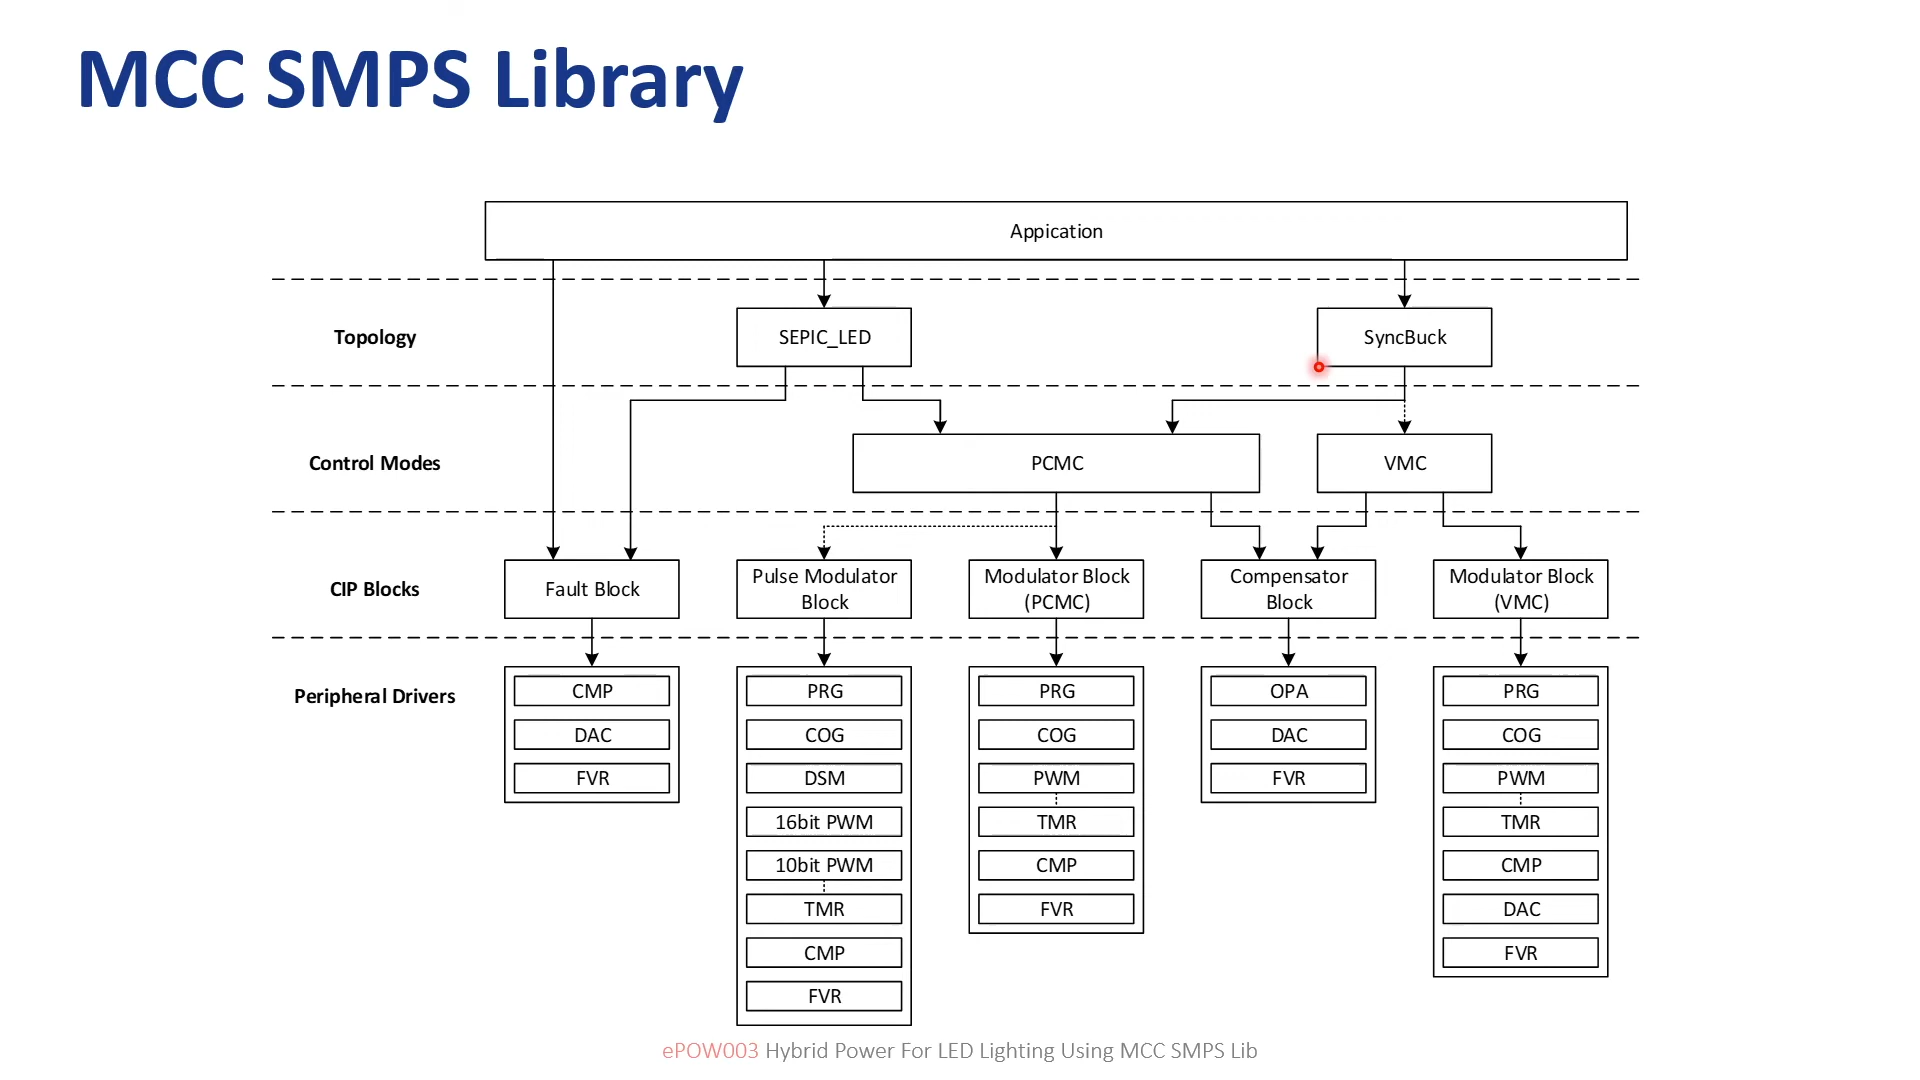 MCC SMPS Library
Appication
Topology
SEPIC_LED
SyncBuck
Control Modes
PCMC
VMC
CIP Blocks
Fault Block
Pulse Modulator
Block
Modulator Block
(PCMC)
Compensator
Block
Modulator Block
(VMC)
Peripheral Drivers
CMP
DAC
FVR
PRG
COG
DSM
16bit PWM
10bit PWM
TMR
CMP
FVR
PRG
COG
PWM
TMR
CMP
FVR
OPA
DAC
FVR
PRG
COG
PWM
TMR
CMP
DAC
FVR
ePOW003 Hybrid Power For LED Lighting Using MCC SMPS Lib